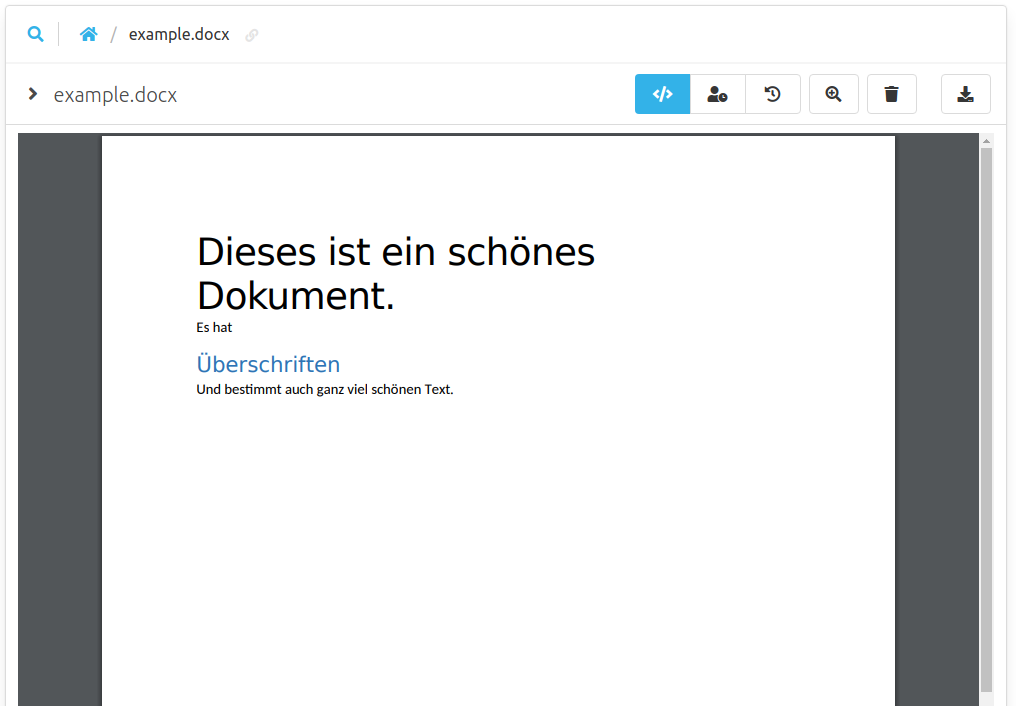 / example.docx
example.docx
Dieses ist ein schönes
Dokument.
Es hat
Überschriften
Und bestimmt auch ganz viel schönen Text.